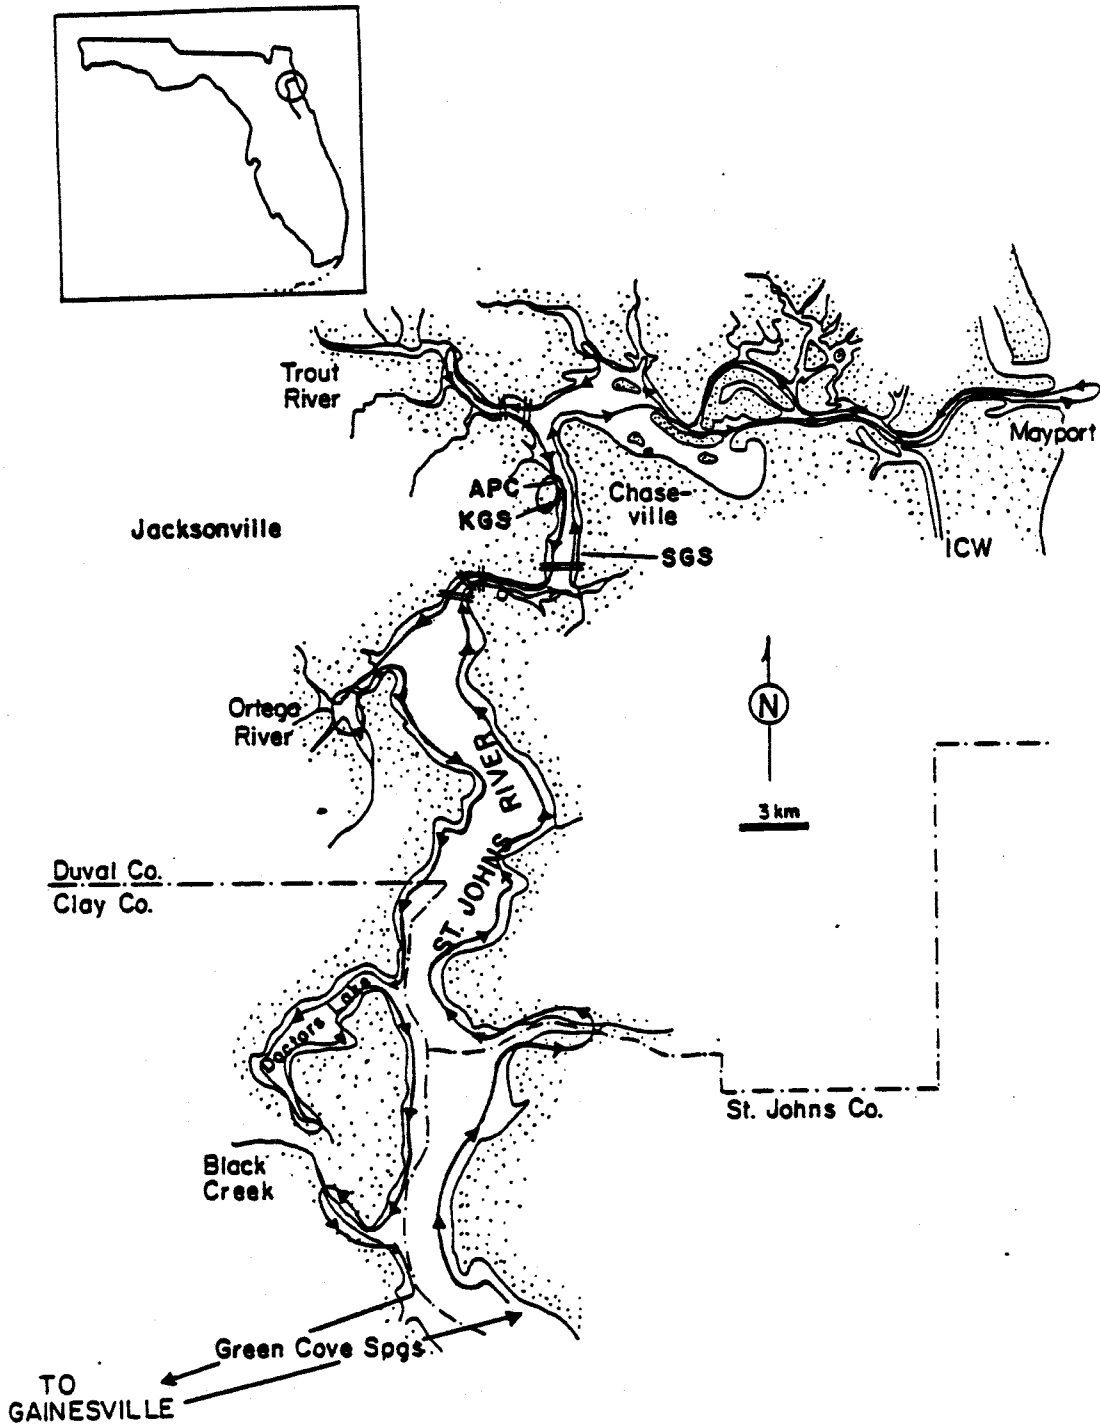 Trout
River
Mayport
APC
KGS
Chase-
ville
Jacksonville
SGS
ICW
N
Ortega
River
ST. JOHNS RIVER
3 km
Duval Co.
Clay Co.
Doctors Lake
St. Johns Co.
Black
Creek
Green Cove Spgs.
TO
GAINESVILLE